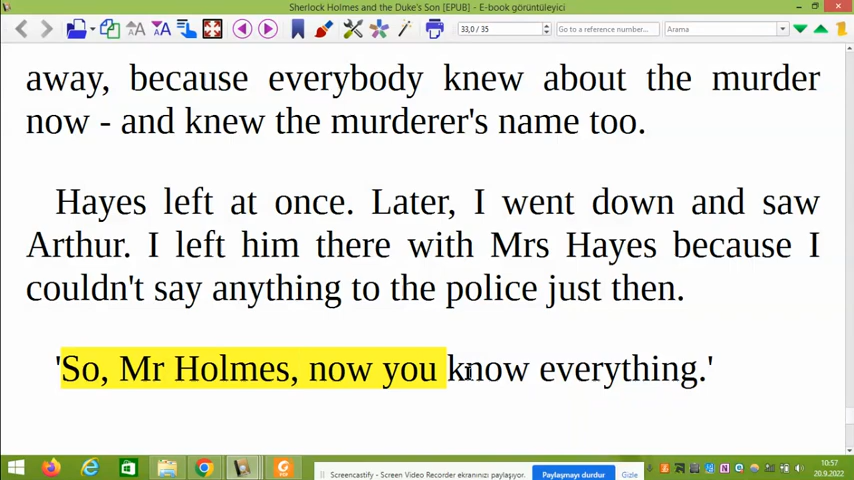 Sherlock Holmes and the Duke's Son [EPUB] - E-book görüntüleyici
33,0 / 35
Go to a reference number...
Arama
away, because everybody knew about the murder
now - and knew the murderer's name too.
Hayes left at once. Later, I went down and saw
Arthur. I left him there with Mrs Hayes because I
couldn't say anything to the police just then.
'So, Mr Holmes, now you know everything.'
Screencastify - Screen Video Recorder ekranınızı paylaşıyor.
Paylaşmayı durdur
Gizle
10:57
20.9.2022